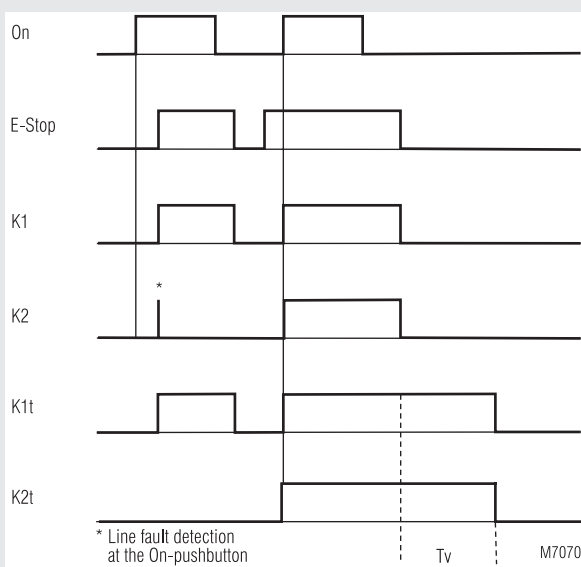 On
E-Stop
K1
*
K2
K1t
K2t
* Line fault detection
at the On-pushbutton
Tv
M7070